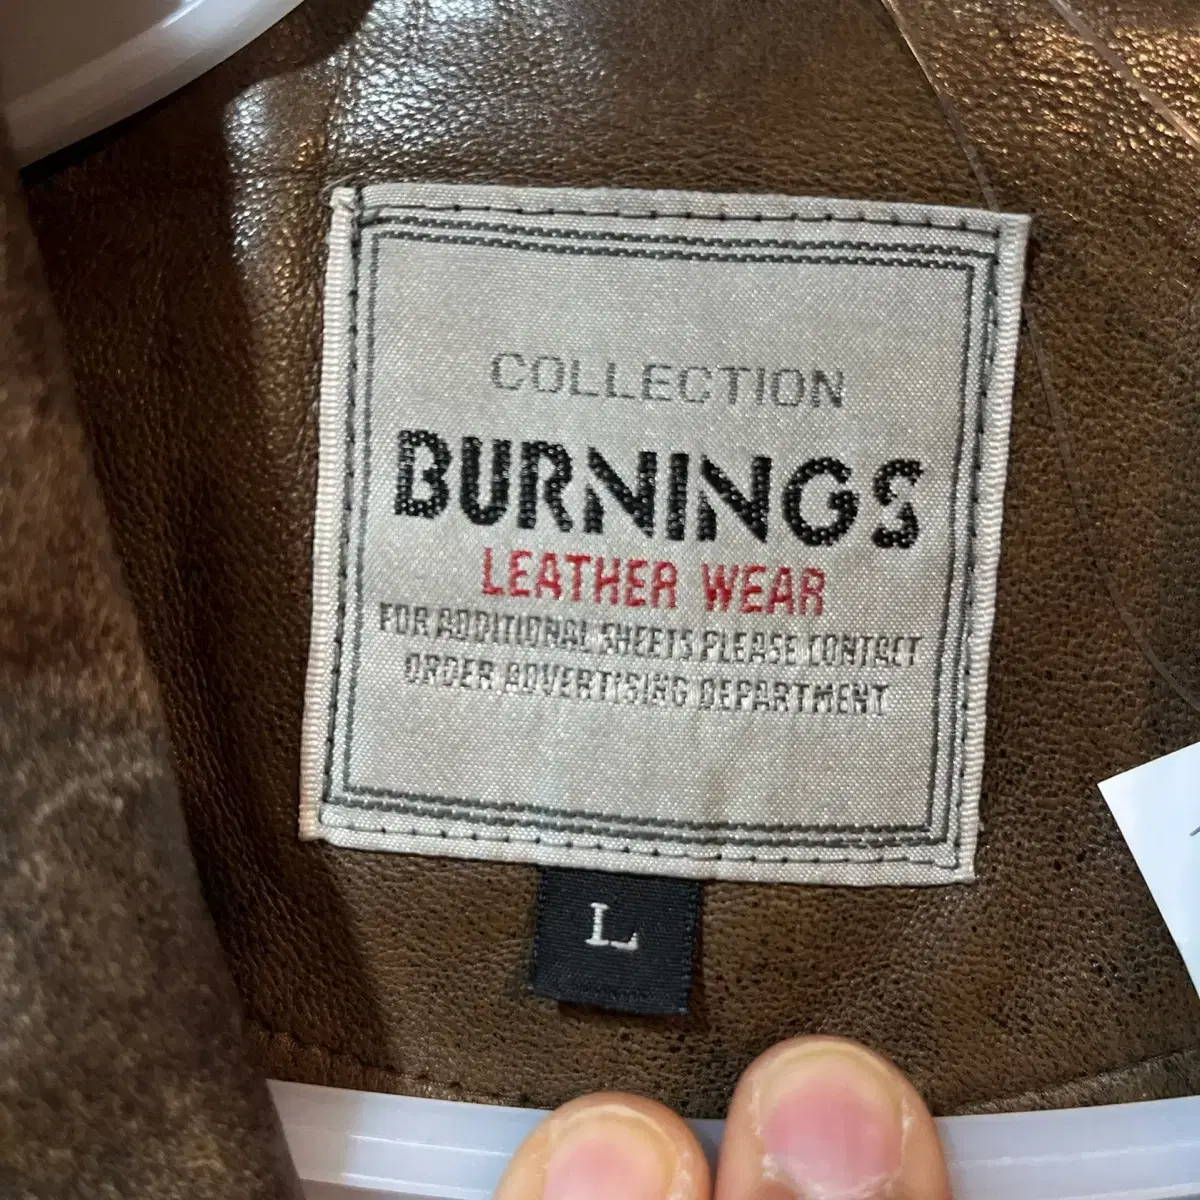 COLLECTION
BURNINGS
LEATHER WEAR
FOR ADDITIONAL SHEETS PLEASE CONTACT
ORDER ADVERTISING DEPARTMENT
L